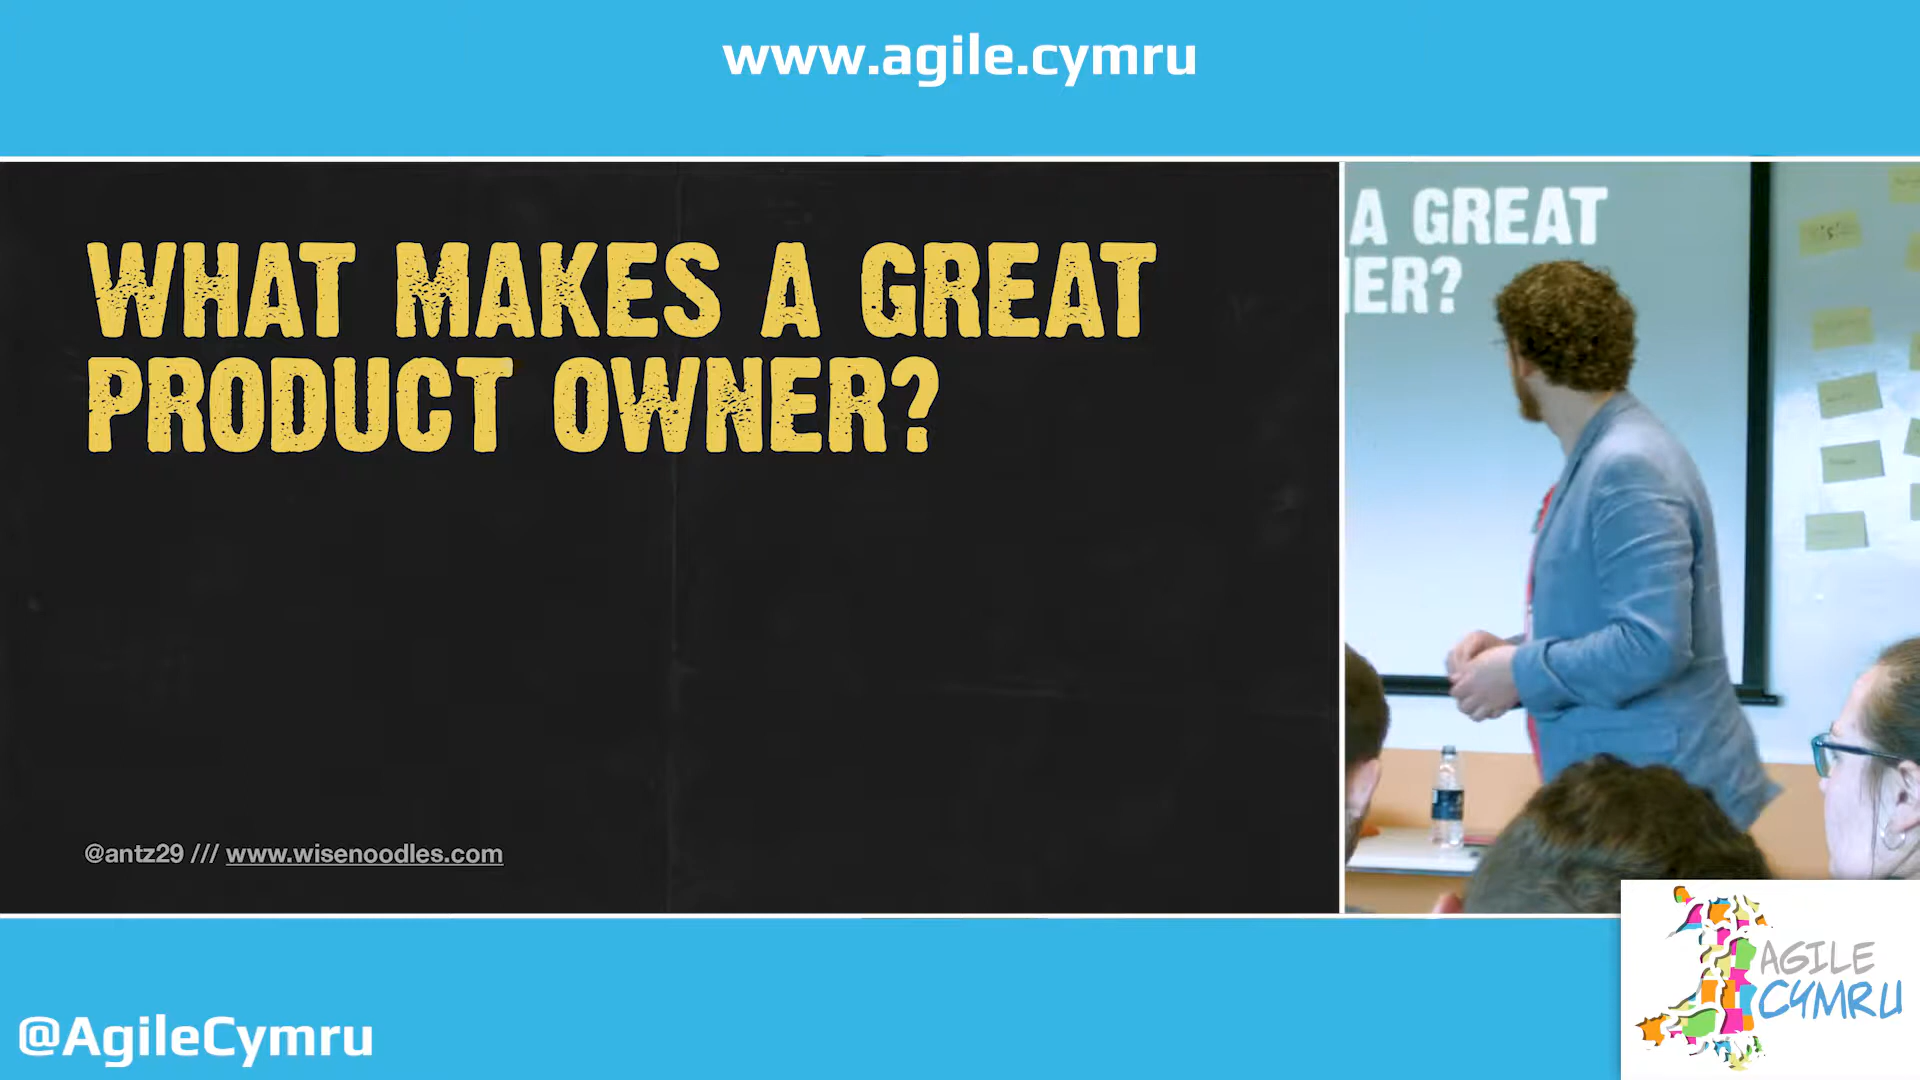 www.agile.cymru
WHAT MAKES A GREAT
PRODUCT OWNER?
@antz29 /// www.wisenoodles.com
A GREAT
ER?
@AgileCymru
AGILE
CYMRU